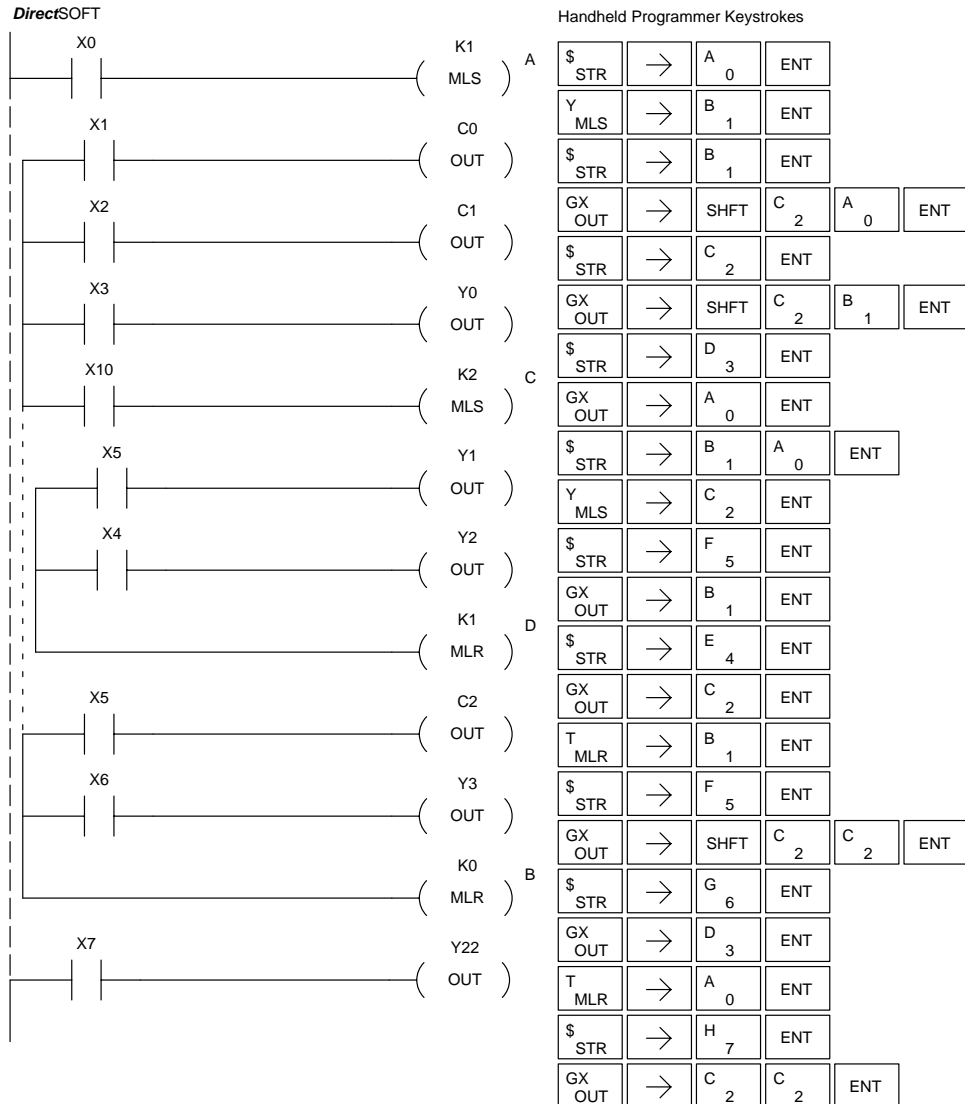 DirectSOFT
X0
K1
MLS
A
X1
C0
OUT
X2
C1
OUT
X3
Y0
OUT
X10
K2
MLS
C
X5
Y1
OUT
X4
Y2
OUT
K1
MLR
D
X5
C2
OUT
X6
Y3
OUT
K0
MLR
B
X7
Y22
OUT
Handheld Programmer Keystrokes
$ STR → A 0 ENT
Y MLS → B 1 ENT
$ STR → B 1 ENT
GX OUT → SHFT C 2 A 0 ENT
$ STR → C 2 ENT
GX OUT → SHFT C 2 B 1 ENT
$ STR → D 3 ENT
GX OUT → A 0 ENT
$ STR → B 1 A 0 ENT
Y MLS → C 2 ENT
$ STR → F 5 ENT
GX OUT → B 1 ENT
$ STR → E 4 ENT
GX OUT → C 2 ENT
T MLR → B 1 ENT
$ STR → F 5 ENT
GX OUT → SHFT C 2 C 2 ENT
$ STR → G 6 ENT
GX OUT → D 3 ENT
T MLR → A 0 ENT
$ STR → H 7 ENT
GX OUT → C 2 C 2 ENT